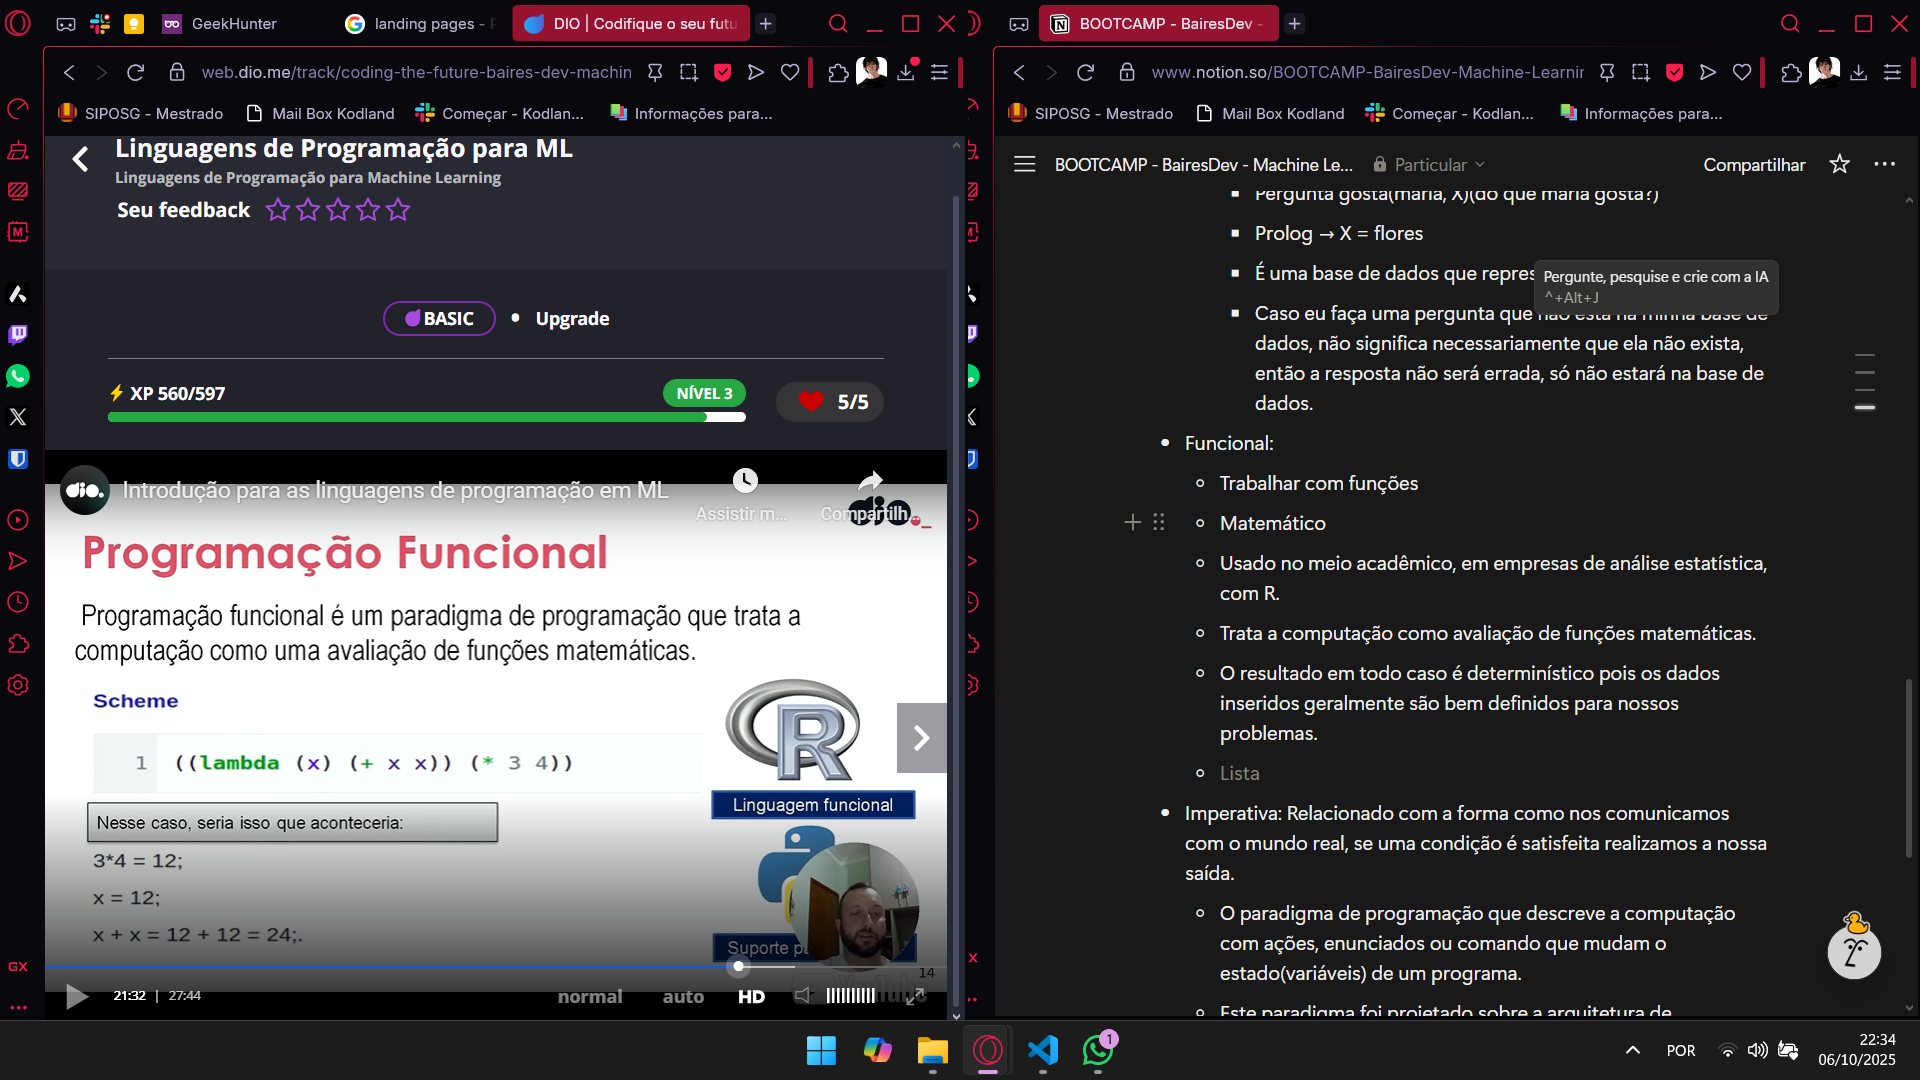 GeekHunter
landing pages - P
DIO | Codifique o seu futu
web.dio.me/track/coding-the-future-baires-dev-machin
SIPOSG - Mestrado
Mail Box Kodland
Começar - Kodlan...
Informações para...
Linguagens de Programação para ML
Linguagens de Programação para Machine Learning
Seu feedback
BASIC
• Upgrade
XP 560/597
NÍVEL 3
5/5
dio.
Introdução para as linguagens de programação em ML
Assistir m...
Compartilh...
Programação Funcional
Programação funcional é um paradigma de programação que trata a
computação como uma avaliação de funções matemáticas.
Scheme
1 ((lambda (x) (+ x x)) (* 3 4))
R
Linguagem funcional
Nesse caso, seria isso que aconteceria:
3*4 = 12;
x = 12;
x + x = 12 + 12 = 24;.
Suporte
14
21:32 | 27:44
normal
auto
HD
GX
BOOTCAMP - BairesDev -
www.notion.so/BOOTCAMP-BairesDev-Machine-Learnir
SIPOSG - Mestrado
Mail Box Kodland
Começar - Kodlan...
Informações para...
BOOTCAMP - BairesDev - Machine Le...
Particular
Compartilhar
Pergunta gosta(maria, X)(do que maria gosta?)
Prolog → X = flores
É uma base de dados que repres
Pergunte, pesquise e crie com a IA
^+Alt+J
Caso eu faça uma pergunta que não está na minha base de
dados, não significa necessariamente que ela não exista,
então a resposta não será errada, só não estará na base de
dados.
Funcional:
Trabalhar com funções
Matemático
Usado no meio acadêmico, em empresas de análise estatística,
com R.
Trata a computação como avaliação de funções matemáticas.
O resultado em todo caso é determinístico pois os dados
inseridos geralmente são bem definidos para nossos
problemas.
Lista
Imperativa: Relacionado com a forma como nos comunicamos
com o mundo real, se uma condição é satisfeita realizamos a nossa
saída.
O paradigma de programação que descreve a computação
com ações, enunciados ou comando que mudam o
estado(variáveis) de um programa.
Este paradigma foi projetado sobre a arquitetura de
1
POR
22:34
06/10/2025